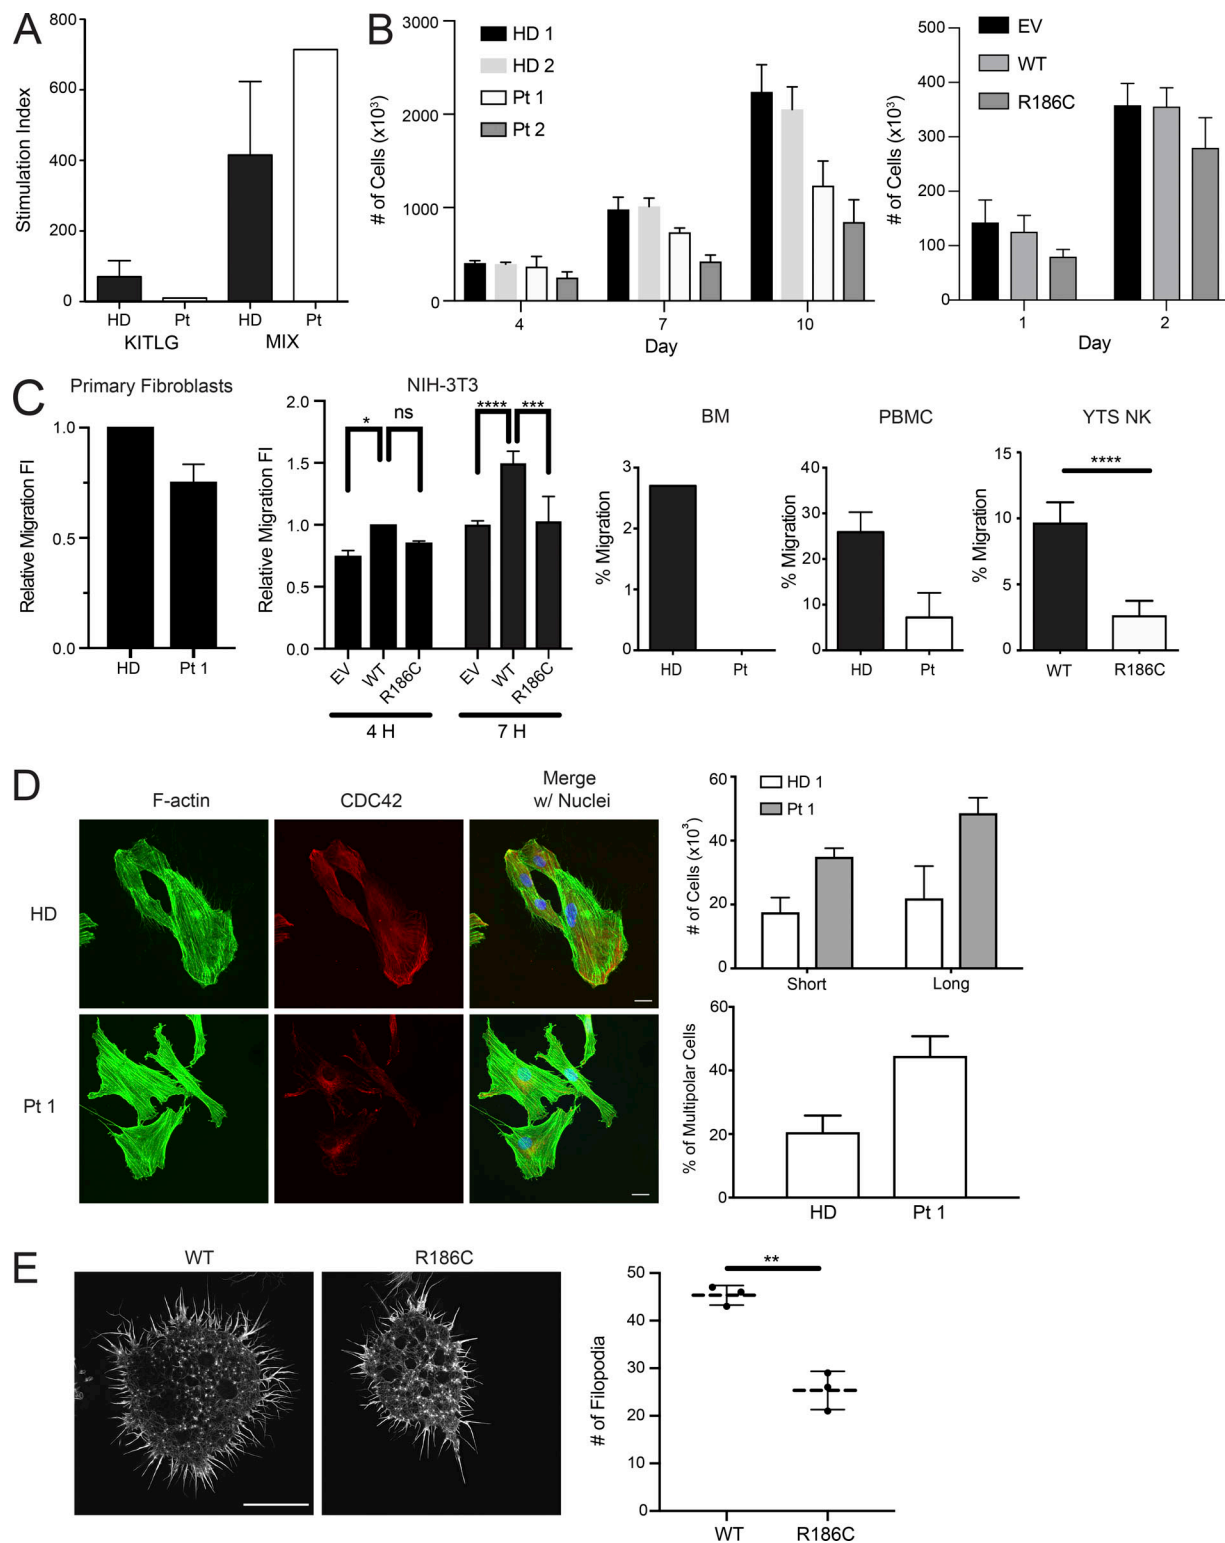 A
800
600
400
200
0
Stimulation Index
HD Pt HD Pt
KITLG MIX
B
3000
2000
1000
0
# of Cells (x10³)
HD 1
HD 2
Pt 1
Pt 2
4 7 10
Day
500
400
300
200
100
0
# of Cells (x10³)
EV
WT
R186C
1 2
Day
C
Primary Fibroblasts
1.0
0.5
0.0
Relative Migration FI
HD Pt 1
NIH-3T3
2.0
1.5
1.0
0.5
0.0
Relative Migration FI
* ns **** ***
EV WT R186C EV WT R186C
4 H 7 H
BM
3
2
1
0
% Migration
HD Pt
PBMC
40
30
20
10
0
% Migration
HD Pt
YTS NK
15
10
5
0
% Migration
****
WT R186C
D
F-actin CDC42 Merge
w/ Nuclei
HD
Pt 1
60
40
20
0
# of Cells (x10³)
HD 1
Pt 1
Short Long
60
40
20
0
% of Multipolar Cells
HD Pt 1
E
WT R186C
50
40
30
20
10
0
# of Filopodia
**
WT R186C